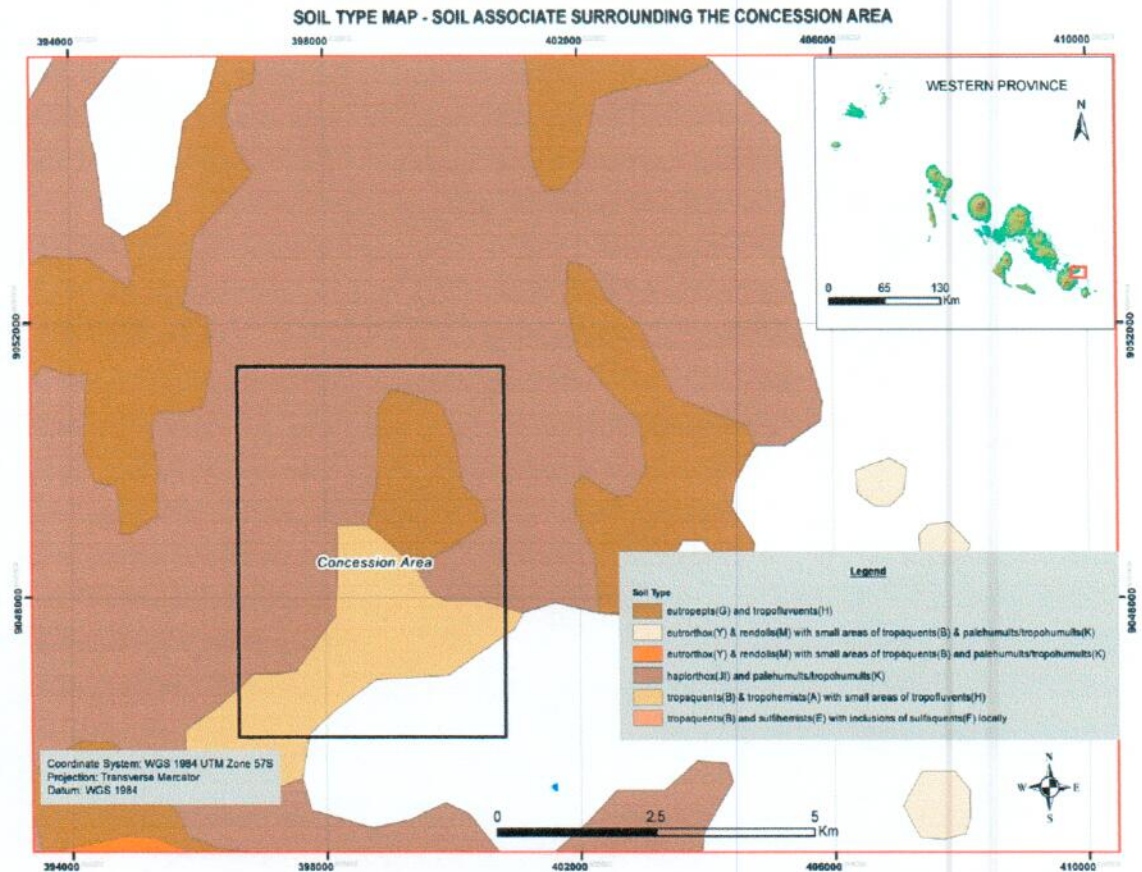 SOIL TYPE MAP - SOIL ASSOCIATE SURROUNDING THE CONCESSION AREA
394000 398000 402000 406000 410000
WESTERN PROVINCE
N
0 65 130
Km
9052000 9052000
Concession Area
9048000 9048000
Legend
Soil Type
eutropepts(G) and tropofluvents(H)
eutrorthox(Y) & rendolls(M) with small areas of tropaquents(B) & palehumults/tropohumults(K)
eutrorthox(Y) & rendolls(M) with small areas of tropaquents(B) and palehumults/tropohumults(K)
haplorthox(JI) and palehumults/tropohumults(K)
tropaquents(B) & tropohemists(A) with small areas of tropofluvents(H)
tropaquents(B) and sulfihemists(E) with inclusions of sulfaquents(F) locally
Coordinate System: WGS 1984 UTM Zone 57S
Projection: Transverse Mercator
Datum: WGS 1984
0 2.5 5
Km
N
W E
S
394000 398000 402000 406000 410000